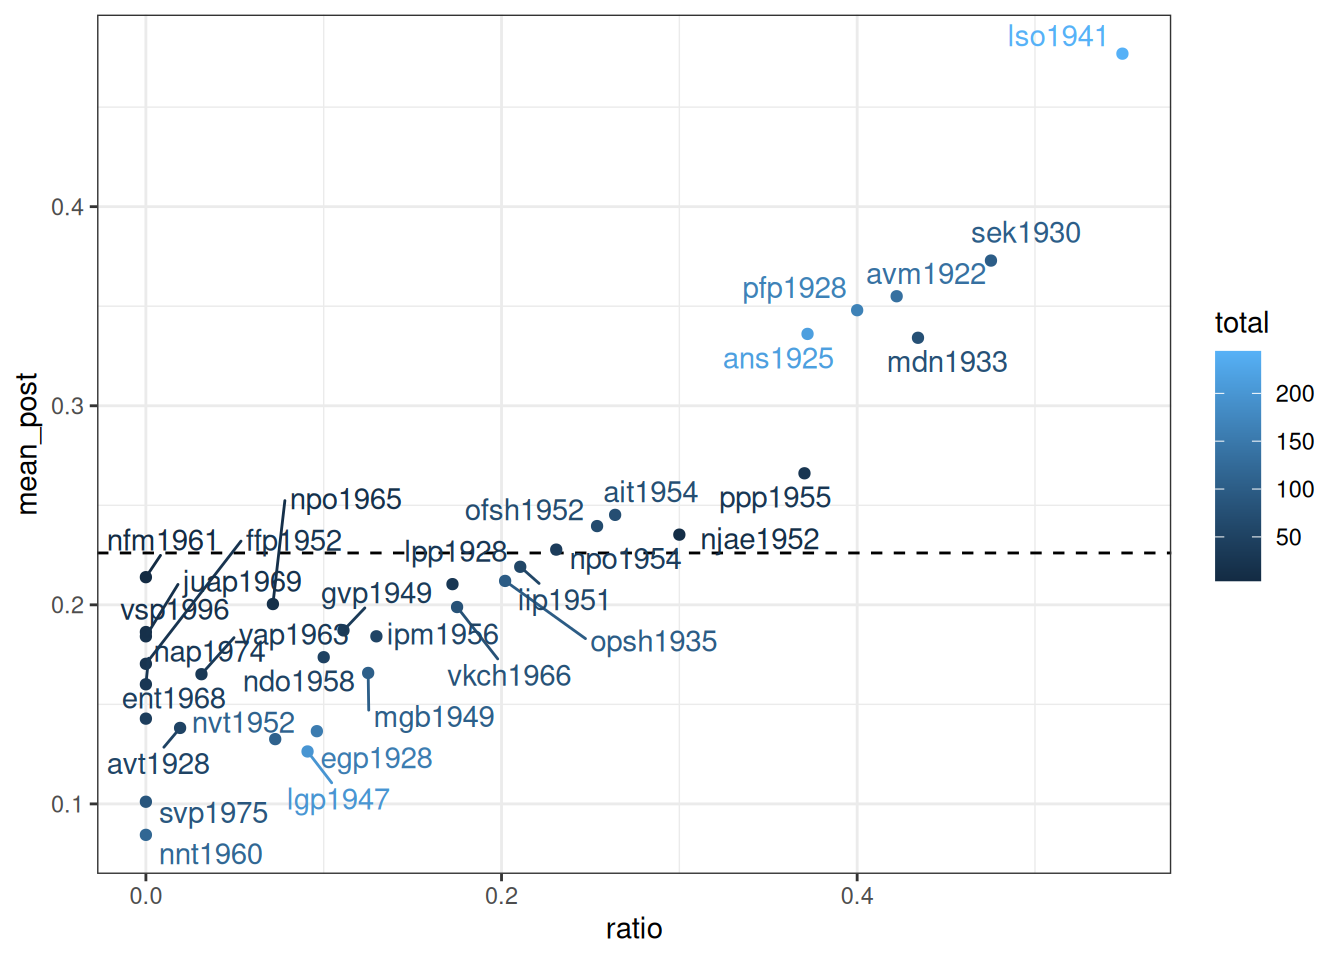 lso1941
sek1930
avm1922
pfp1928
ans1925
mdn1933
ppp1955
ait1954
npo1965
ofsh1952
nfm1961
ffp1952
lpp1928
npo1954
njae1952
juap1969
gvp1949
iip1951
vsp1996
vap1963
ipm1956
opsh1935
nap1974
ndo1958
vkch1966
ent1968
nvt1952
mgb1949
avt1928
egp1928
lgp1947
svp1975
nnt1960
0.4
0.3
0.2
0.1
mean_post
0.0
0.2
0.4
ratio
total
200
150
100
50